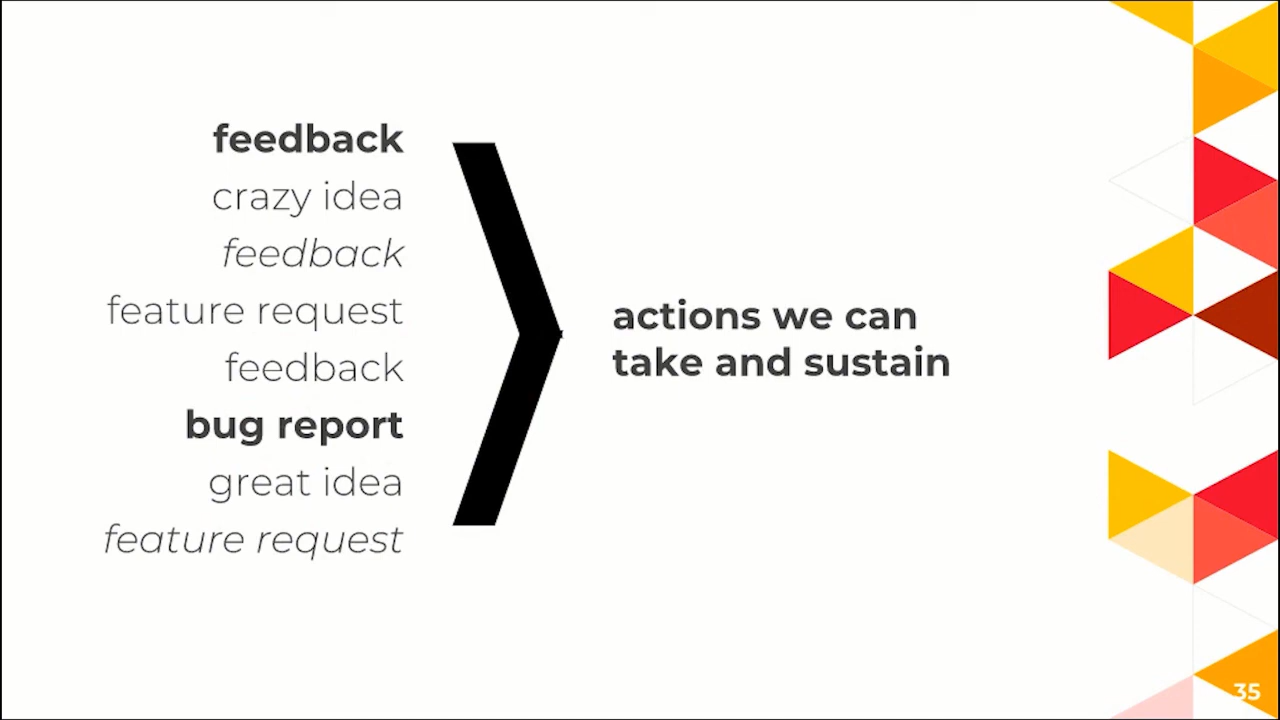 feedback
crazy idea
feedback
feature request
feedback
bug report
great idea
feature request
actions we can
take and sustain
35